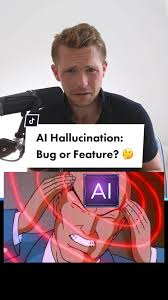 AI Hallucination:
Bug or Feature? 🤔
AI